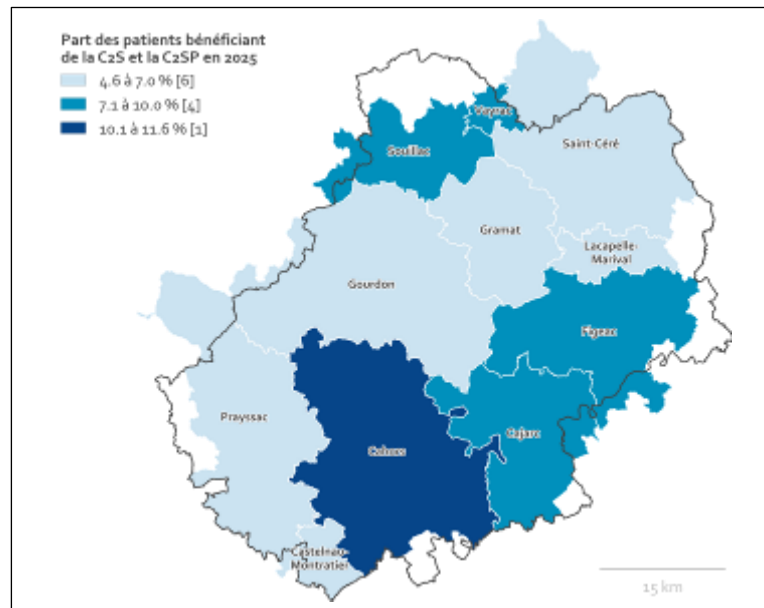 Part des patients bénéficiant
de la C2S et la C2SP en 2025
4.6 à 7.0 % [6]
7.1 à 10.0 % [4]
10.1 à 11.6 % [1]
Vayrac
Souillac
Saint-Céré
Gramat
Lacapelle-
Marival
Gourdon
Figeac
Prayssac
Cajarc
Cahors
Castelnau-
Montratier
15 km